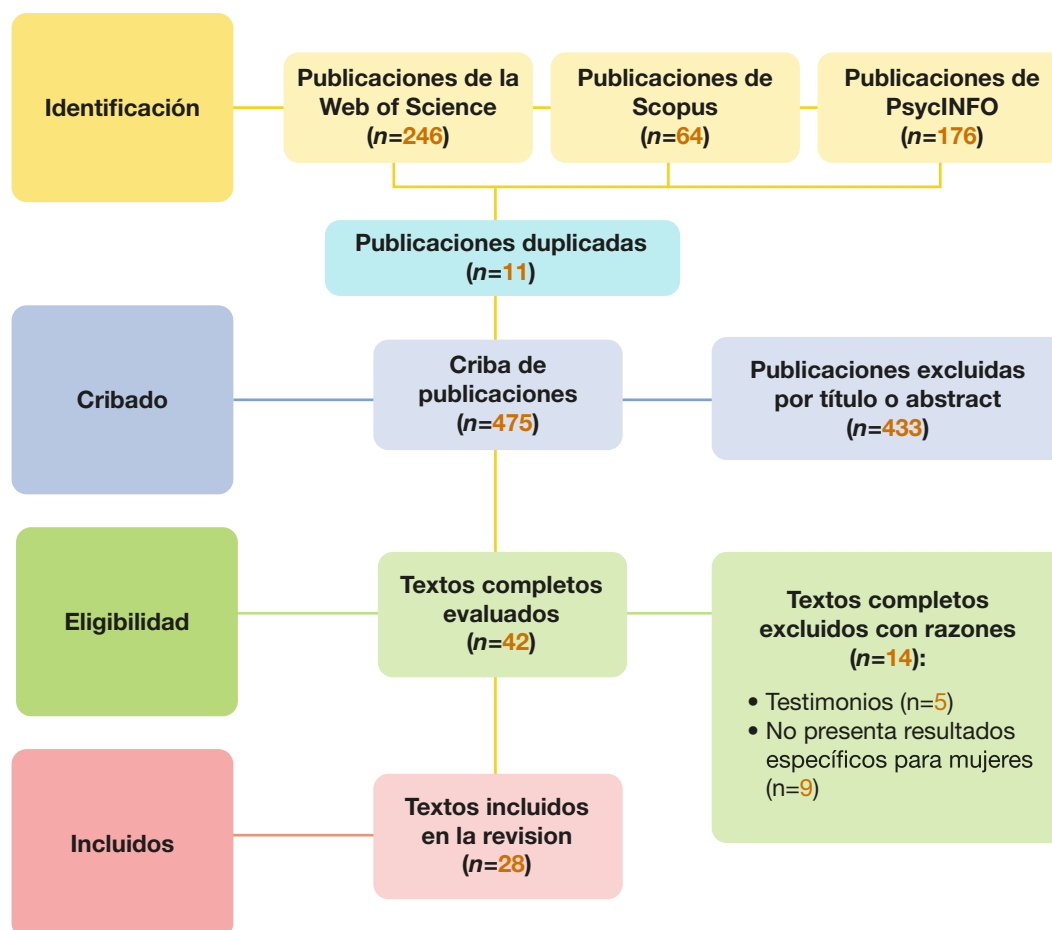 Identificación
Publicaciones de la
Web of Science
(n=246)
Publicaciones de
Scopus
(n=64)
Publicaciones de
PsycINFO
(n=176)
Publicaciones duplicadas
(n=11)
Cribado
Criba de
publicaciones
(n=475)
Publicaciones excluidas
por título o abstract
(n=433)
Eligibilidad
Textos completos
evaluados
(n=42)
Textos completos
excluidos con razones
(n=14):
• Testimonios (n=5)
• No presenta resultados
específicos para mujeres
(n=9)
Incluidos
Textos incluidos
en la revision
(n=28)